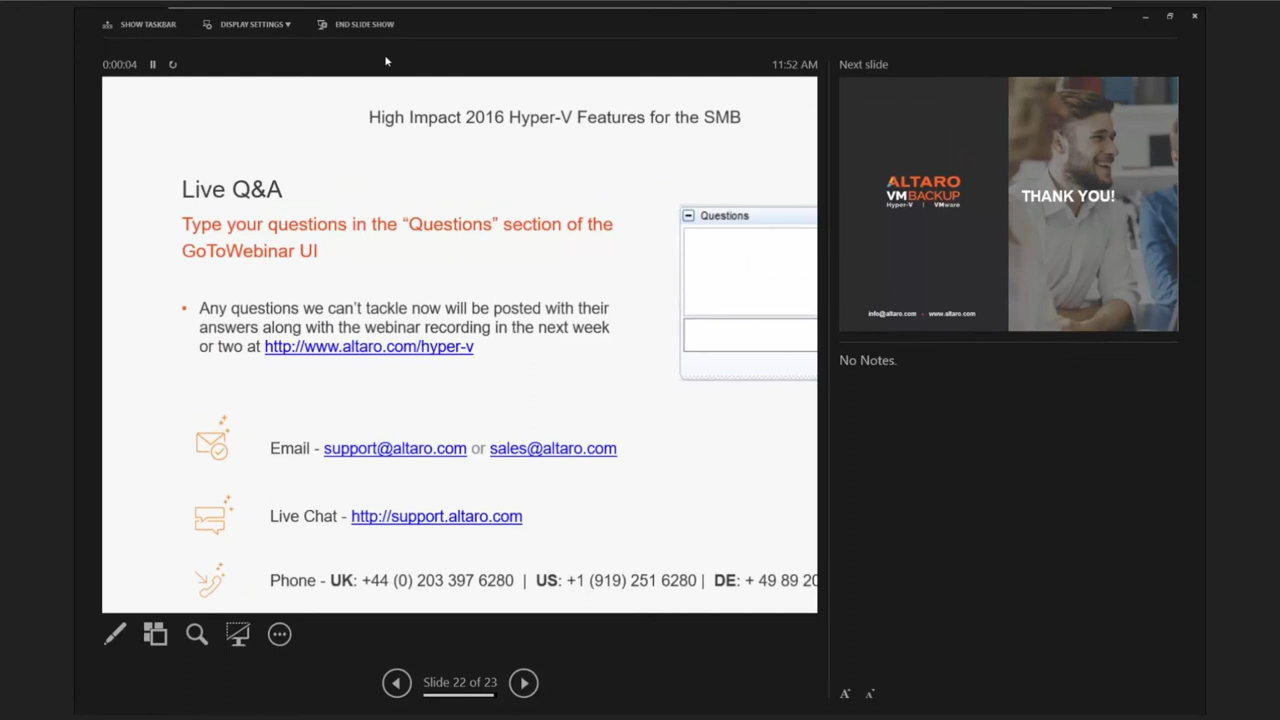 SHOW TASKBAR
DISPLAY SETTINGS ▼
END SLIDE SHOW
0:00:04
11:52 AM
Next slide
High Impact 2016 Hyper-V Features for the SMB
Live Q&A
Type your questions in the “Questions” section of the
GoToWebinar UI
Questions
• Any questions we can’t tackle now will be posted with their
answers along with the webinar recording in the next week
or two at http://www.altaro.com/hyper-v
Email - support@altaro.com or sales@altaro.com
Live Chat - http://support.altaro.com
Phone - UK: +44 (0) 203 397 6280 | US: +1 (919) 251 6280 | DE: + 49 89 20
ALTARO
VMBACKUP
Hyper-V | VMware
THANK YOU!
info@altaro.com - www.altaro.com
No Notes.
Slide 22 of 23
A A